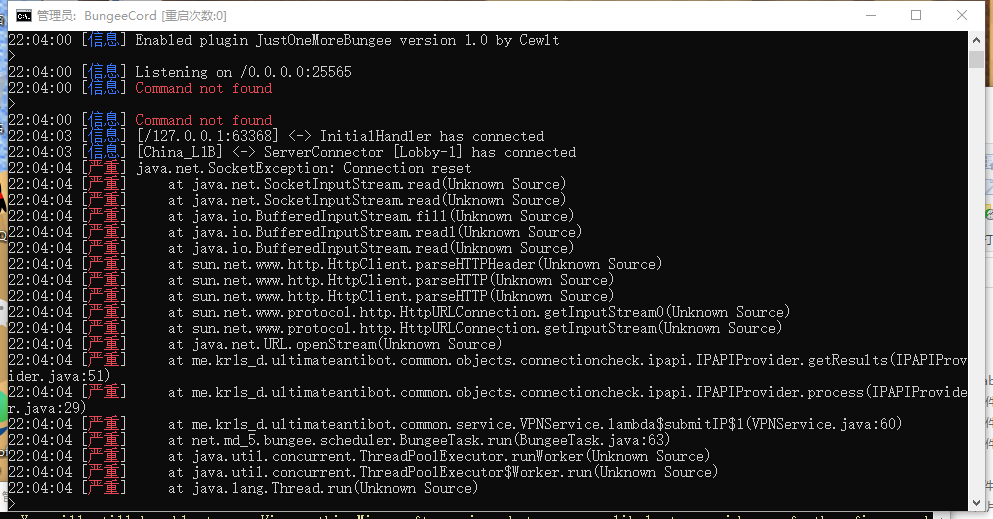 管理员: BungeeCord [重启次数:0]
22:04:00 [信息] Enabled plugin JustOneMoreBungee version 1.0 by Cewlt
>
22:04:00 [信息] Listening on /0.0.0.0:25565
22:04:00 [信息] Command not found
>
22:04:00 [信息] Command not found
22:04:03 [信息] [/127.0.0.1:63368] <-> InitialHandler has connected
22:04:03 [信息] [China_L1B] <-> ServerConnector [Lobby-1] has connected
22:04:04 [严重] java.net.SocketException: Connection reset
22:04:04 [严重]     at java.net.SocketInputStream.read(Unknown Source)
22:04:04 [严重]     at java.net.SocketInputStream.read(Unknown Source)
22:04:04 [严重]     at java.io.BufferedInputStream.fill(Unknown Source)
22:04:04 [严重]     at java.io.BufferedInputStream.read1(Unknown Source)
22:04:04 [严重]     at java.io.BufferedInputStream.read(Unknown Source)
22:04:04 [严重]     at sun.net.www.http.HttpClient.parseHTTPHeader(Unknown Source)
22:04:04 [严重]     at sun.net.www.http.HttpClient.parseHTTP(Unknown Source)
22:04:04 [严重]     at sun.net.www.http.HttpClient.parseHTTP(Unknown Source)
22:04:04 [严重]     at sun.net.www.protocol.http.HttpURLConnection.getInputStream0(Unknown Source)
22:04:04 [严重]     at sun.net.www.protocol.http.HttpURLConnection.getInputStream(Unknown Source)
22:04:04 [严重]     at java.net.URL.openStream(Unknown Source)
22:04:04 [严重]     at me.krls_d.ultimateantibot.common.objects.connectioncheck.ipapi.IPAPIProvider.getResults(IPAPIProv
ider.java:51)
22:04:04 [严重]     at me.krls_d.ultimateantibot.common.objects.connectioncheck.ipapi.IPAPIProvider.process(IPAPIProvide
r.java:29)
22:04:04 [严重]     at me.krls_d.ultimateantibot.common.service.VPNService.lambda$submitIP$1(VPNService.java:60)
22:04:04 [严重]     at net.md_5.bungee.scheduler.BungeeTask.run(BungeeTask.java:63)
22:04:04 [严重]     at java.util.concurrent.ThreadPoolExecutor.runWorker(Unknown Source)
22:04:04 [严重]     at java.util.concurrent.ThreadPoolExecutor$Worker.run(Unknown Source)
22:04:04 [严重]     at java.lang.Thread.run(Unknown Source)
>